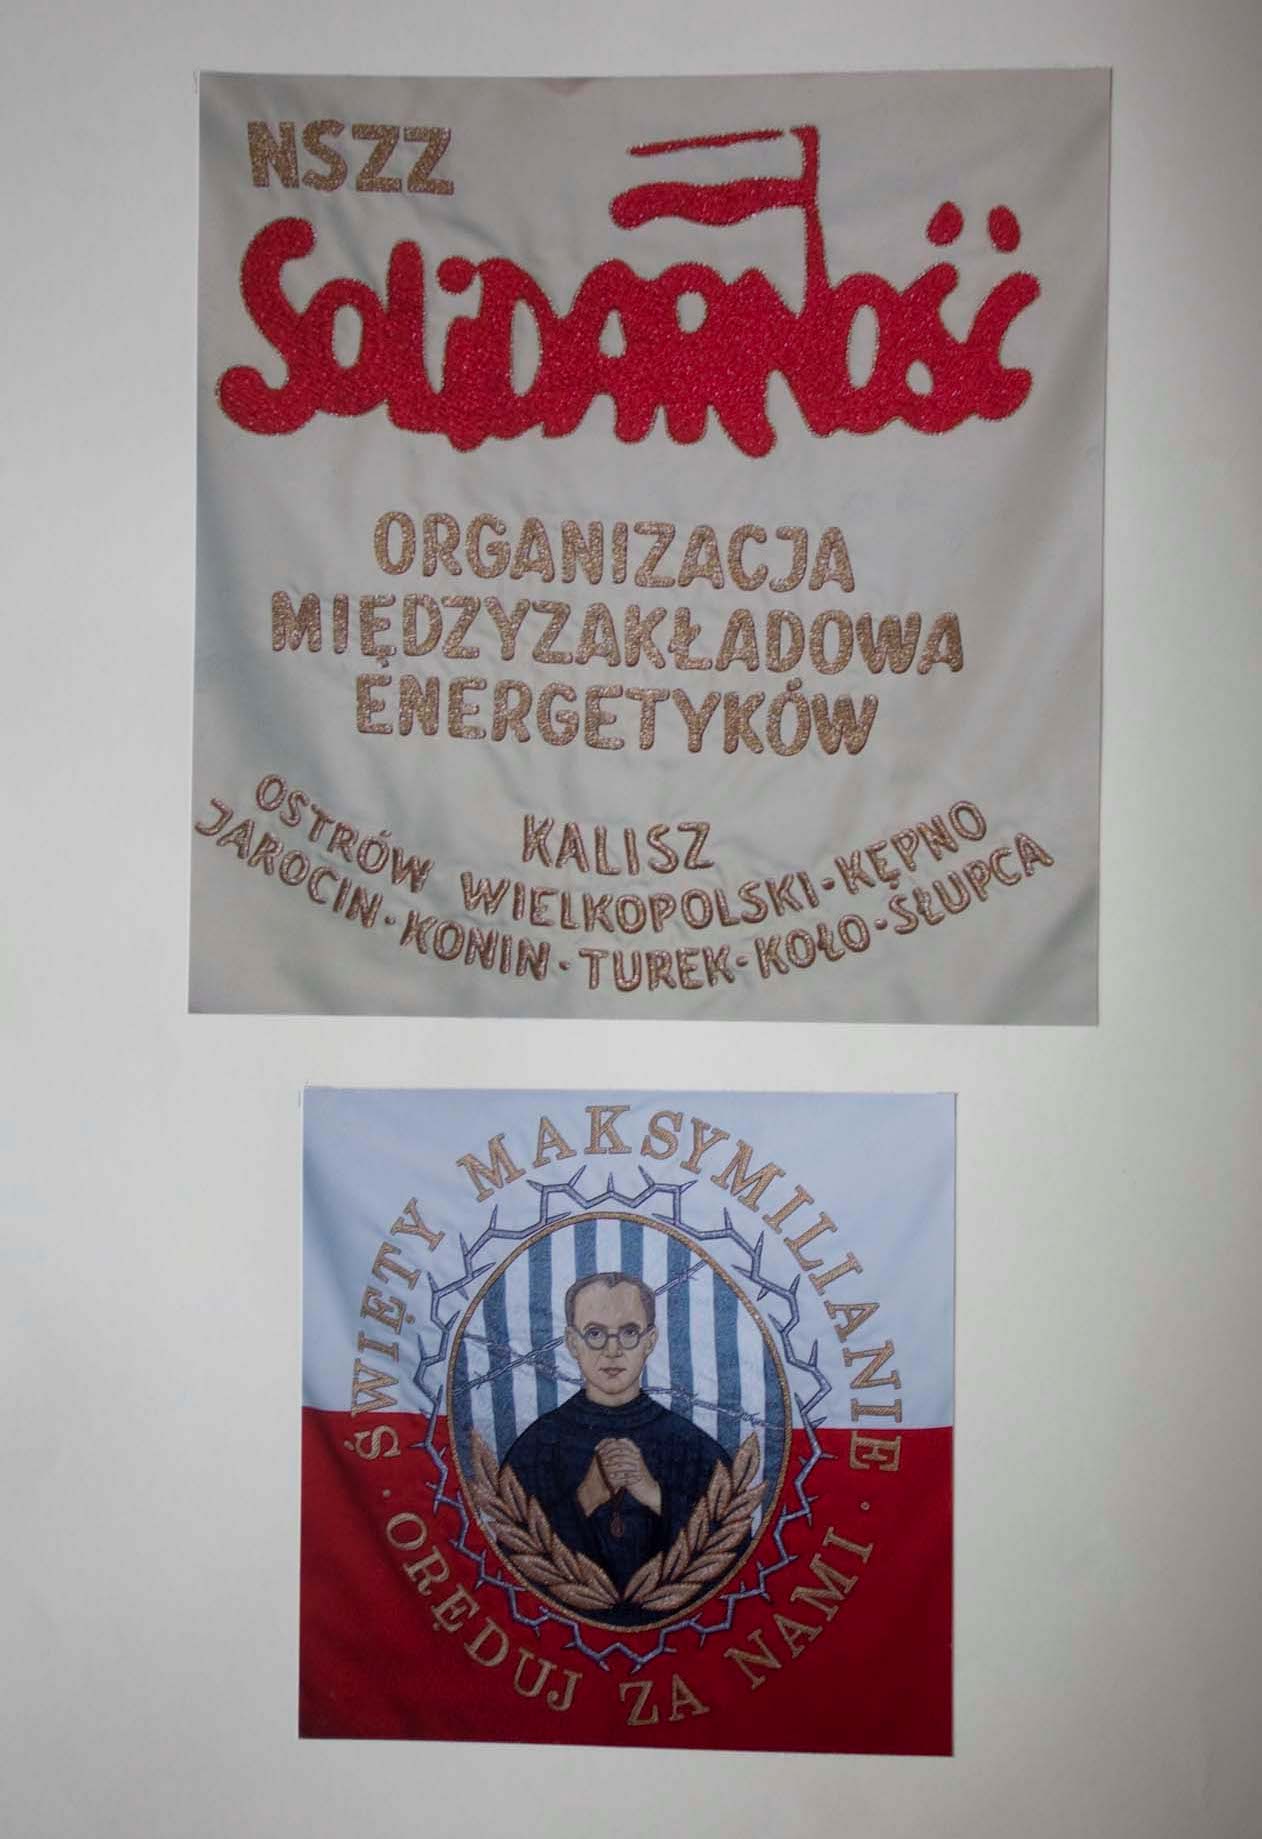 NSZZ
SOLiDARNOŚĆ
ORGANIZACJA
MIĘDZYZAKŁADOWA
ENERGETYKÓW
KALISZ
OSTRÓW WIELKOPOLSKI · KĘPNO
JAROCIN · KONIN · TUREK · KOŁO · SŁUPCA
ŚWIĘTY MAKSYMILIANIE
· ORĘDUJ ZA NAMI ·